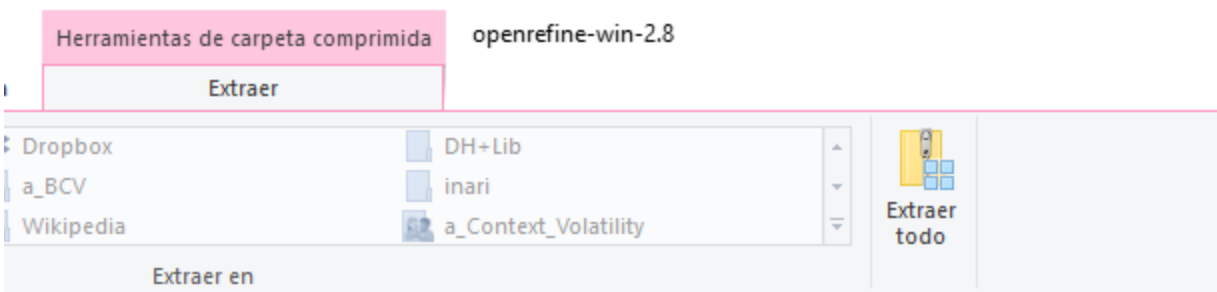 Herramientas de carpeta comprimida openrefine-win-2.8
Extraer
Dropbox DH+Lib
a_BCV inari
Wikipedia a_Context_Volatility
Extraer
todo
Extraer en